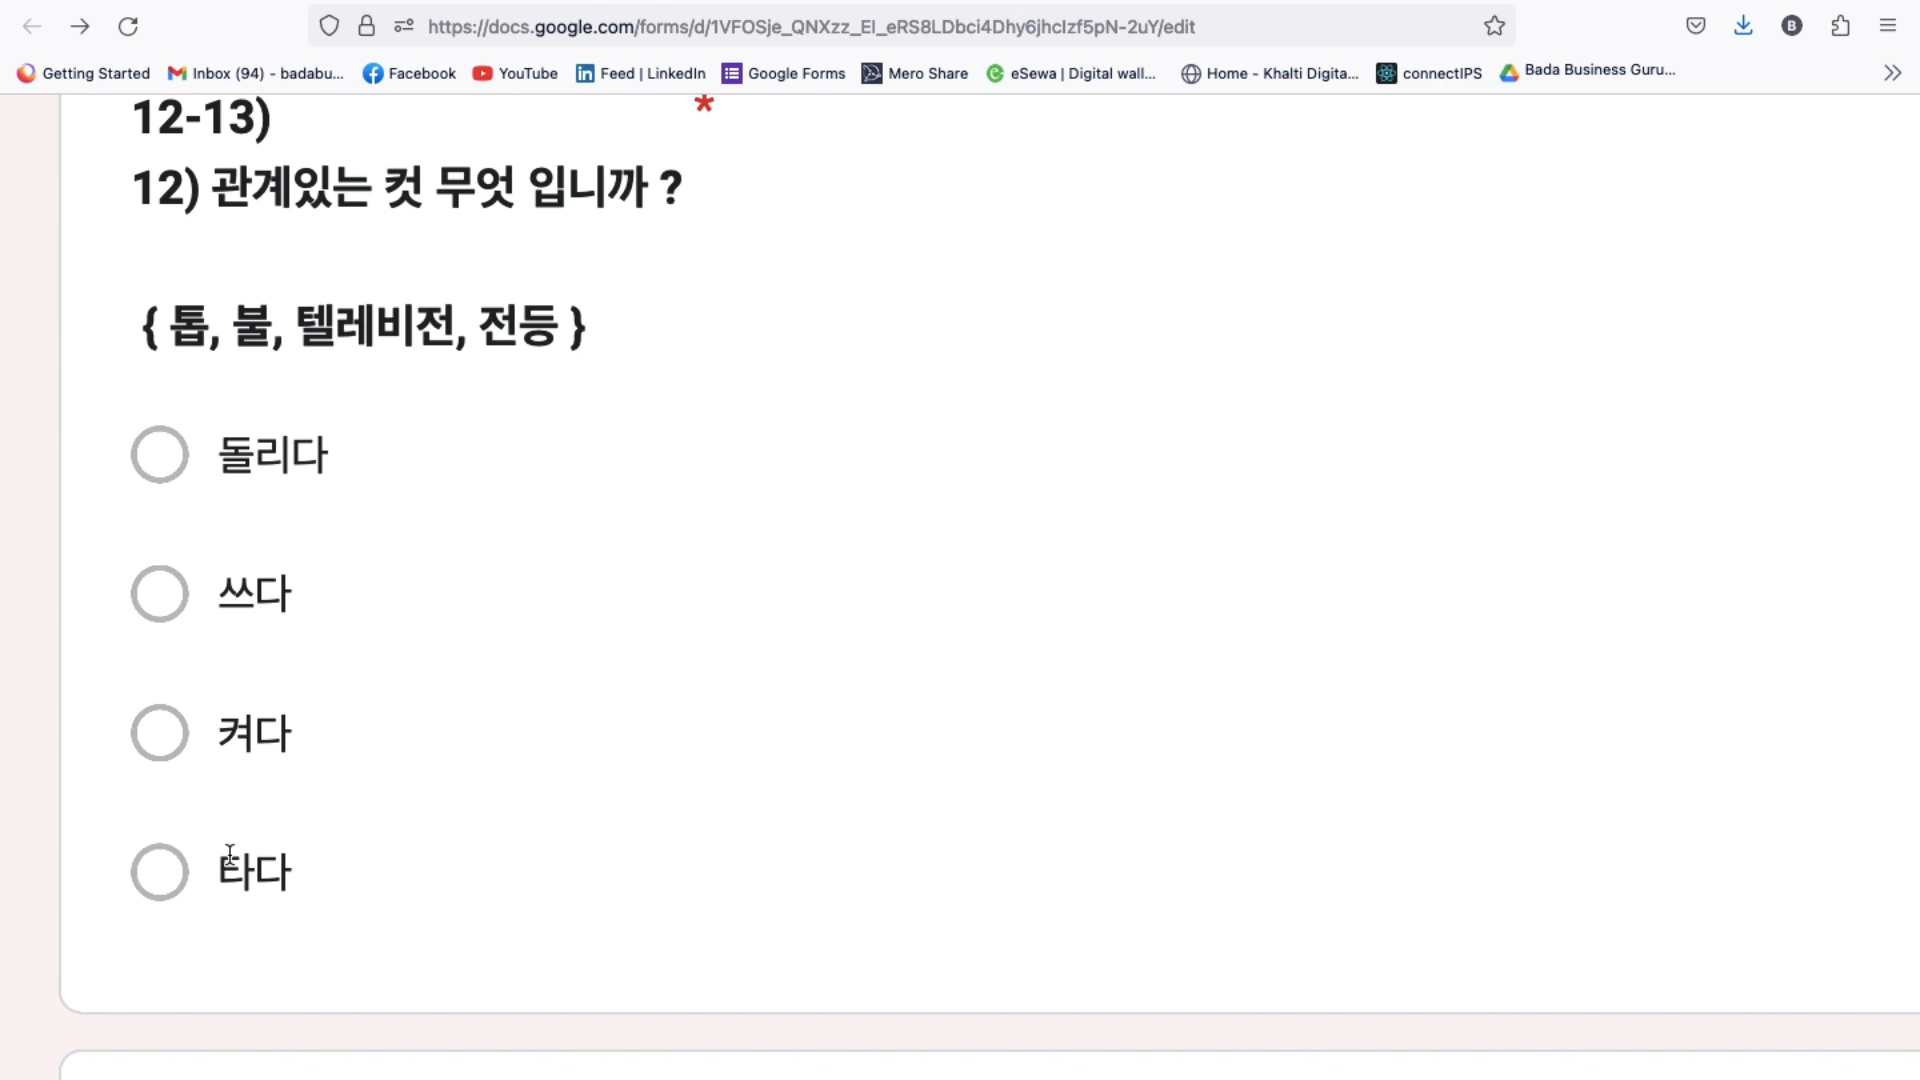 https://docs.google.com/forms/d/1VFOSje_QNXzz_EI_eRS8LDbci4Dhy6jhcIzf5pN-2uY/edit
B
Getting Started
Inbox (94) - badabu...
Facebook
YouTube
Feed | LinkedIn
Google Forms
Mero Share
eSewa | Digital wall...
Home - Khalti Digita...
connectIPS
Bada Business Guru...
12-13) *
12) 관계있는 컷 무엇 입니까 ?
{ 톱, 불, 텔레비전, 전등 }
돌리다
쓰다
켜다
타다